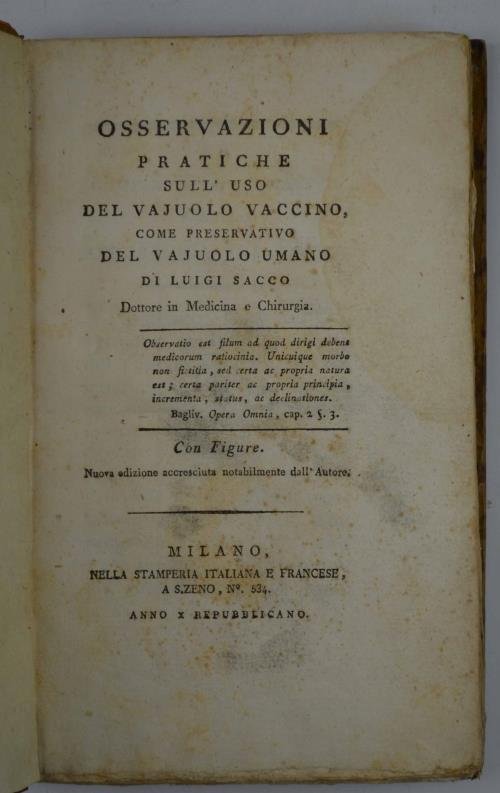 OSSERVAZIONI
PRATICHE
SULL' USO
DEL VAJUOLO VACCINO,
COME PRESERVATIVO
DEL VAJUOLO UMANO
DI LUIGI SACCO
Dottore in Medicina e Chirurgia.
Observatio est filum ad quod dirigi debent
medicorum ratiocinia. Unicuique morbo
non fictitia, sed certa ac propria natura
est; certa pariter ac propria principia,
incrementa, status, ac declinationes.
Bagliv. Opera Omnia, cap. 2 §. 3.
Con Figure.
Nuova edizione accresciuta notabilmente dall' Autore.
MILANO,
NELLA STAMPERIA ITALIANA E FRANCESE,
A S. ZENO, Nº. 534.
ANNO X REPUBBLICANO.